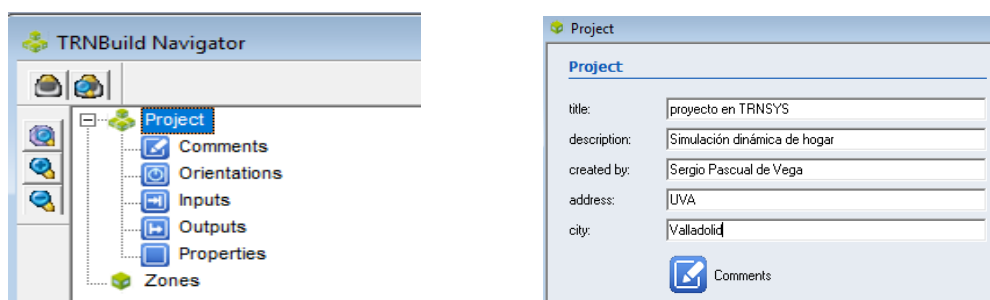 TRNBuild Navigator
Project
Comments
Orientations
Inputs
Outputs
Properties
Zones
Project
Project
title: proyecto en TRNSYS
description: Simulación dinámica de hogar
created by: Sergio Pascual de Vega
address: UVA
city: Valladolid
Comments